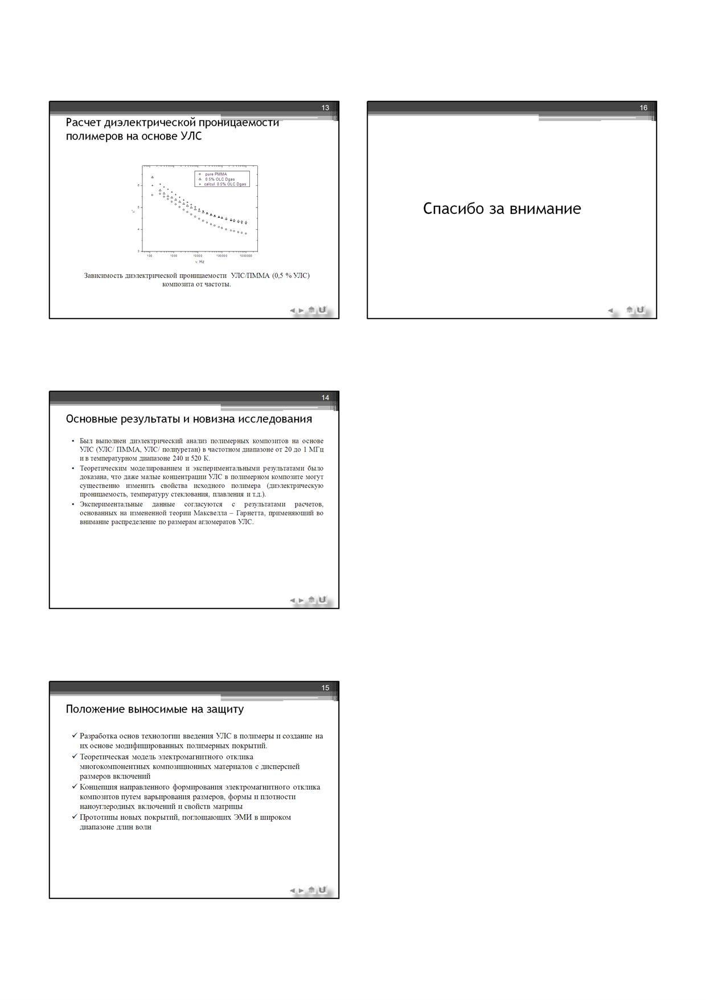 13
Расчет диэлектрической проницаемости
полимеров на основе УЛС
pure PMMA
0.5% OLC Dgas
calcul 0.5% OLC Dgas
6
5
4
3
100 1000 10000 100000 1000000
ν, Hz
Зависимость диэлектрической проницаемости УЛС/ПММА (0,5 % УЛС)
композита от частоты.
14
Основные результаты и новизна исследования
• Был выполнен диэлектрический анализ полимерных композитов на основе
УЛС (УЛС/ ПММА, УЛС/ полиуретан) в частотном диапазоне от 20 до 1 МГц
и в температурном диапазоне 240 и 520 К.
• Теоретическим моделированием и экспериментальными результатами было
доказана, что даже малые концентрации УЛС в полимерном композите могут
существенно изменить свойства исходного полимера (диэлектрическую
проницаемость, температуру стеклования, плавления и т.д.).
• Экспериментальные данные согласуются с результатами расчетов,
основанных на измененной теории Максвелла – Гарнетта, применяющий во
внимание распределение по размерам агломератов УЛС.
15
Положение выносимые на защиту
✓ Разработка основ технологии введения УЛС в полимеры и создание на
их основе модифицированных полимерных покрытий.
✓ Теоретическая модель электромагнитного отклика
многокомпонентных композиционных материалов с дисперсией
размеров включений
✓ Концепция направленного формирования электромагнитного отклика
композитов путем варьирования размеров, формы и плотности
наноуглеродных включений и свойств матрицы
✓ Прототипы новых покрытий, поглощающих ЭМИ в широком
диапазоне длин волн
16
Спасибо за внимание